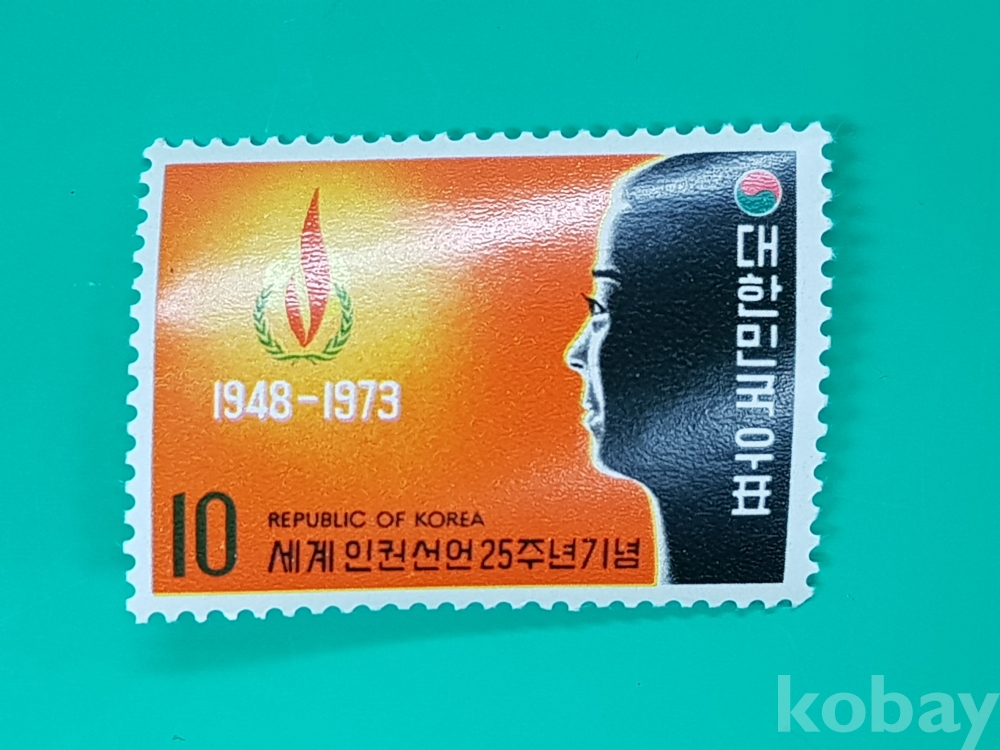 1948-1973
10
REPUBLIC OF KOREA
세계인권선언25주년기념
대한민국우표
kobay